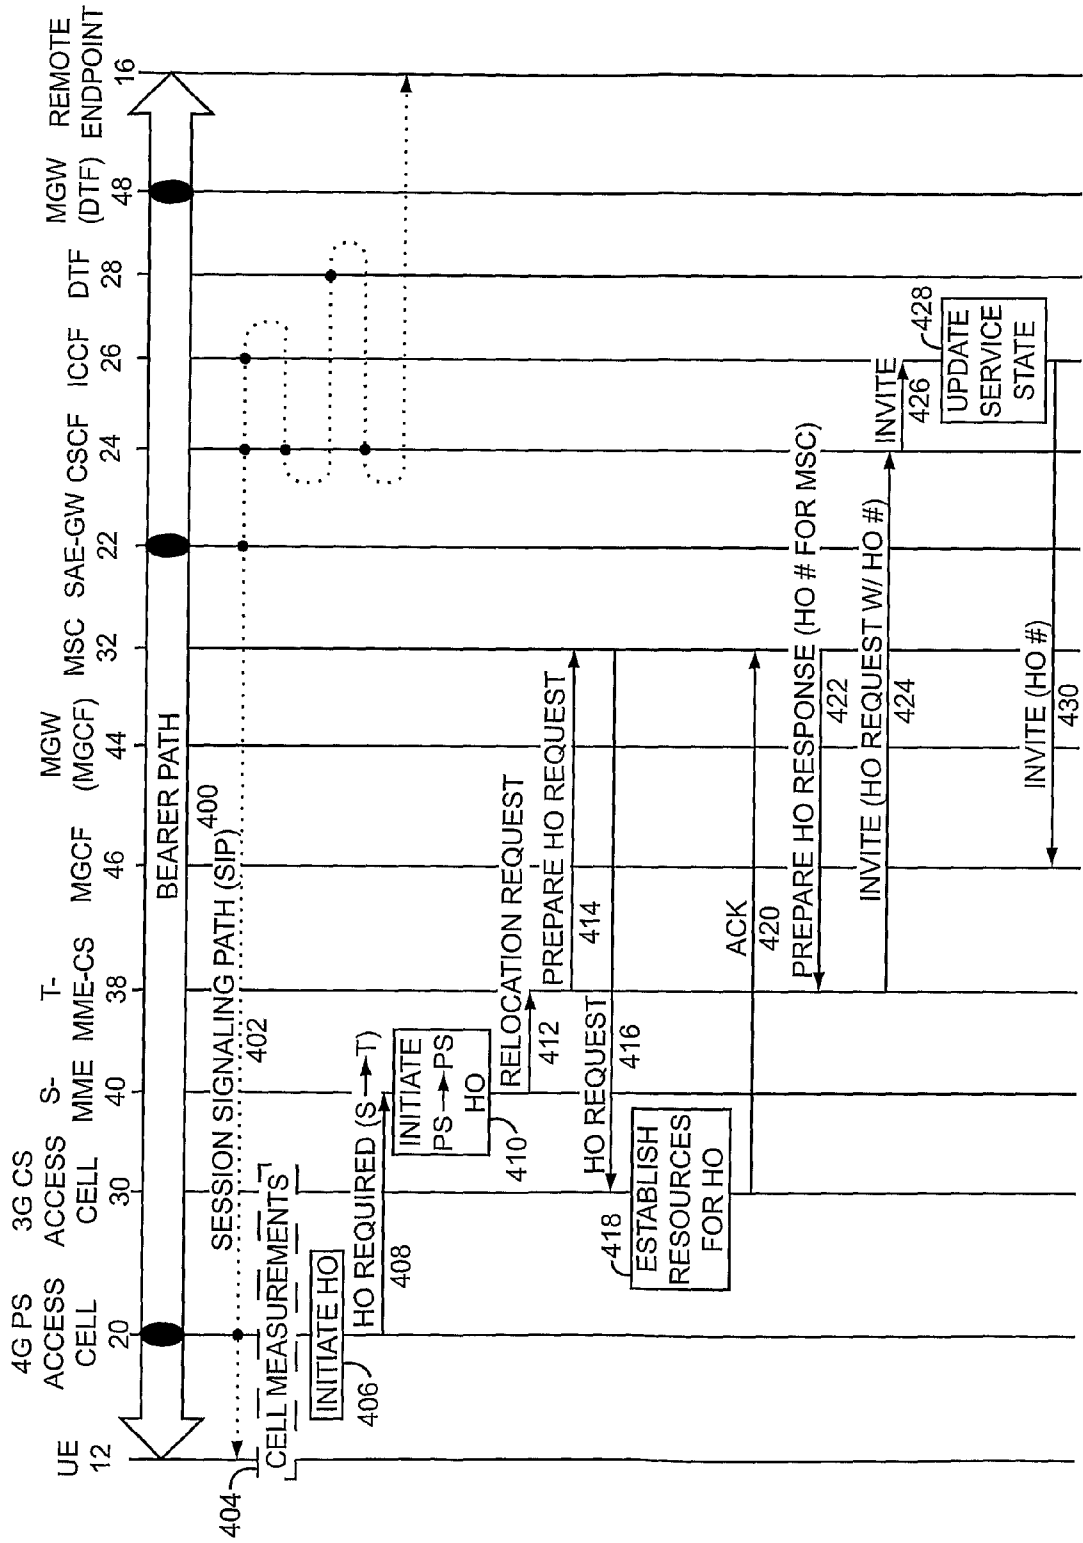 UE
12
4G PS
ACCESS
CELL
20
3G CS
ACCESS
CELL
30
S-
MME
40
T-
MME-CS
38
MGCF
46
MGW
(MGCF)
44
MSC
32
SAE-GW
22
CSCF
24
ICCF
26
DTF
28
MGW
(DTF)
48
REMOTE
ENDPOINT
16
BEARER PATH
400
SESSION SIGNALING PATH (SIP)
402
404
CELL MEASUREMENTS
INITIATE HO
406
HO REQUIRED (S→T)
408
INITIATE
PS→PS
HO
410
RELOCATION REQUEST
412
PREPARE HO REQUEST
414
HO REQUEST
416
418
ESTABLISH
RESOURCES
FOR HO
ACK
420
PREPARE HO RESPONSE (HO # FOR MSC)
422
INVITE (HO REQUEST W/ HO #)
424
INVITE
426
428
UPDATE
SERVICE
STATE
INVITE (HO #)
430